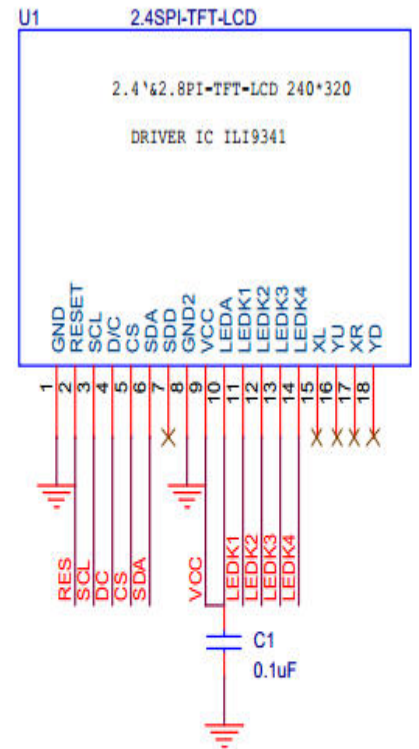 U1 2.4SPI-TFT-LCD
2.4‘&2.8PI-TFT-LCD 240*320
DRIVER IC ILI9341
GND
RESET
SCL
D/C
CS
SDA
SDD
GND2
VCC
LEDA
LEDK1
LEDK2
LEDK3
LEDK4
XL
YU
XR
YD
1
2
3
4
5
6
7
8
9
10
11
12
13
14
15
16
17
18
RES
SCL
DC
CS
SDA
VCC
LEDK1
LEDK2
LEDK3
LEDK4
C1
0.1uF